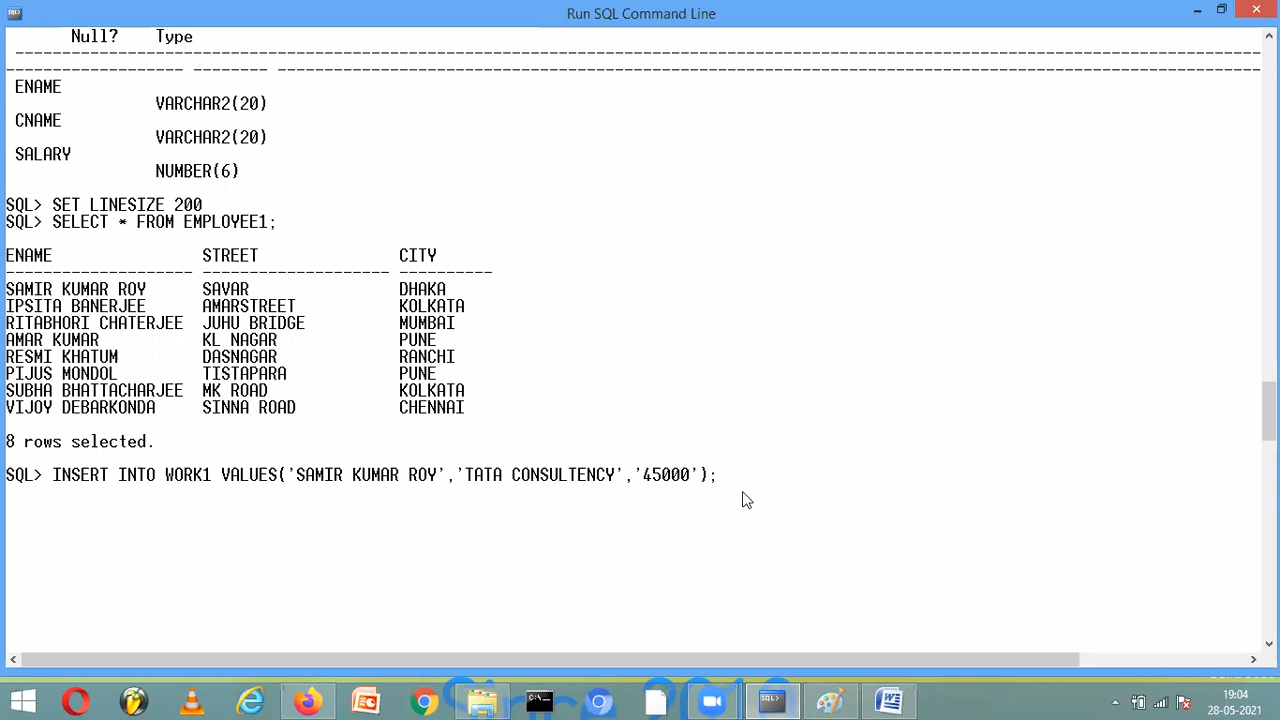 Run SQL Command Line
Null? Type
ENAME
VARCHAR2(20)
CNAME
VARCHAR2(20)
SALARY
NUMBER(6)
SQL> SET LINESIZE 200
SQL> SELECT * FROM EMPLOYEE1;
ENAME STREET CITY
SAMIR KUMAR ROY SAVAR DHAKA
IPSITA BANERJEE AMARSTREET KOLKATA
RITABHORI CHATERJEE JUHU BRIDGE MUMBAI
AMAR KUMAR KL NAGAR PUNE
RESMI KHATUM DASNAGAR RANCHI
PIJUS MONDOL TISTAPARA PUNE
SUBHA BHATTACHARJEE MK ROAD KOLKATA
VIJOY DEBARKONDA SINNA ROAD CHENNAI
8 rows selected.
SQL> INSERT INTO WORK1 VALUES('SAMIR KUMAR ROY','TATA CONSULTENCY','45000');
19:04
28-05-2021